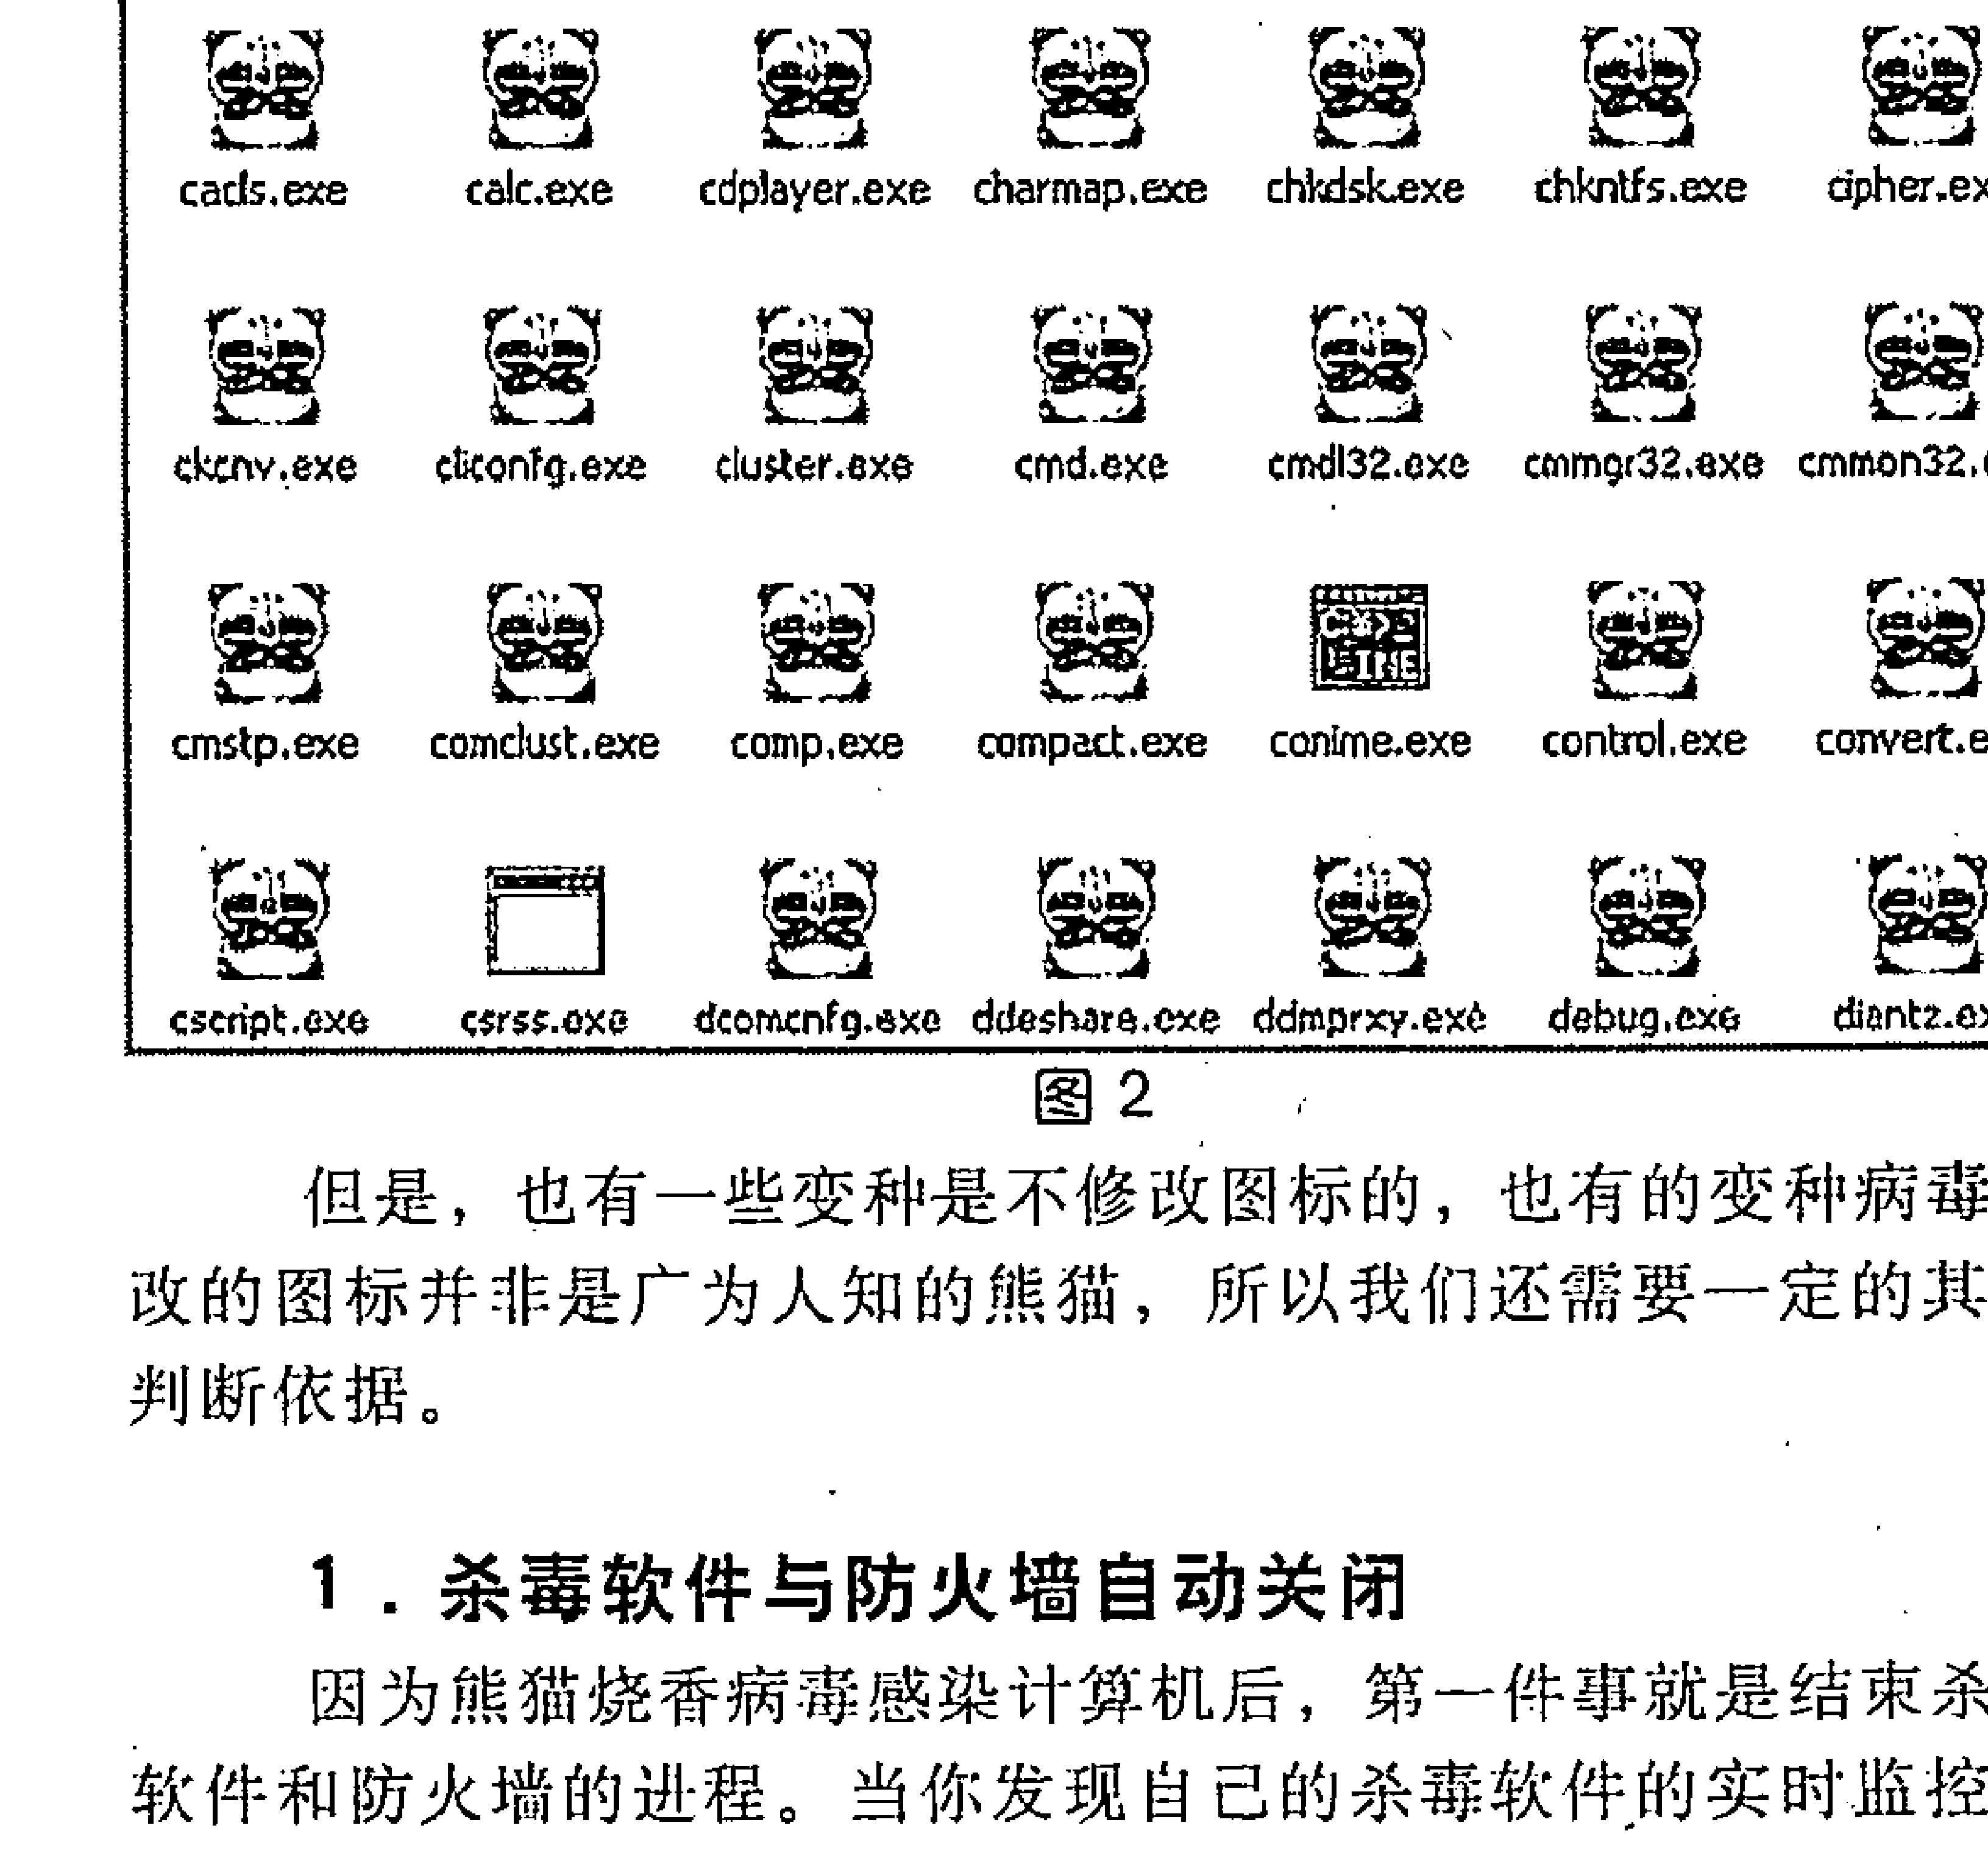 cacls.exe calc.exe cdplayer.exe charmap.exe chkdsk.exe chkntfs.exe cipher.ex
ckcnv.exe cliconfg.exe cluster.exe cmd.exe cmdl32.exe cmmgr32.exe cmmon32.
cmstp.exe comclust.exe comp.exe compact.exe conime.exe control.exe convert.e
cscript.exe csrss.exe dcomcnfg.exe ddeshare.exe ddmprxy.exe debug.exe diantz.ex
图 2
但是，也有一些变种是不修改图标的，也有的变种病毒
改的图标并非是广为人知的熊猫，所以我们还需要一定的其
判断依据。
1．杀毒软件与防火墙自动关闭
因为熊猫烧香病毒感染计算机后，第一件事就是结束杀
软件和防火墙的进程。当你发现自己的杀毒软件的实时监控